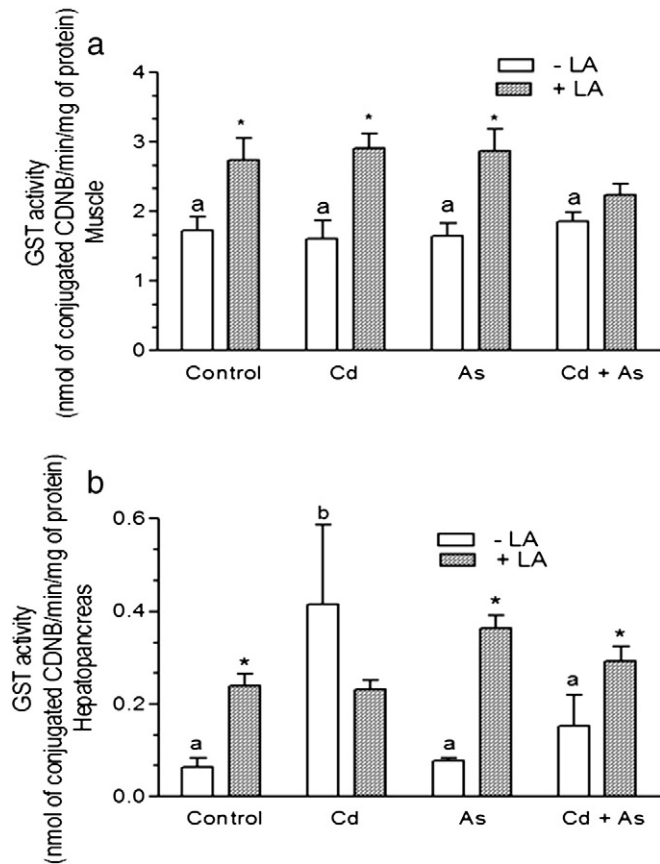 a
- LA
+ LA
GST activity
(nmol of conjugated CDNB/min/mg of protein)
Muscle
4
3
2
1
0
a
*
a
*
a
*
a
Control
Cd
As
Cd + As
b
- LA
+ LA
GST activity
(nmol of conjugated CDNB/min/mg of protein)
Hepatopancreas
0.6
0.4
0.2
0.0
a
*
b
a
*
a
*
Control
Cd
As
Cd + As